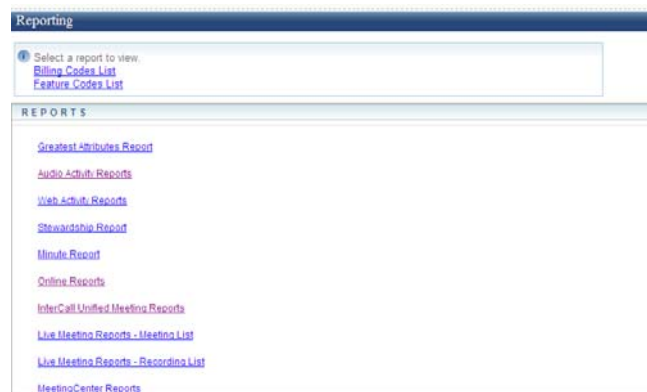 Reporting
Select a report to view.
Billing Codes List
Feature Codes List
REPORTS
Greatest Attributes Report
Audio Activity Reports
Web Activity Reports
Stewardship Report
Minute Report
Online Reports
InterCall Unified Meeting Reports
Live Meeting Reports - Meeting List
Live Meeting Reports - Recording List
MeetingCenter Reports